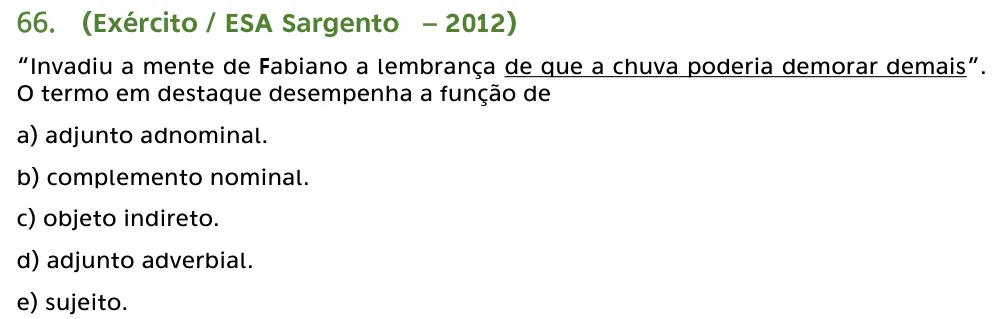 66. (Exército / ESA Sargento – 2012)
“Invadiu a mente de Fabiano a lembrança de que a chuva poderia demorar demais”.
O termo em destaque desempenha a função de
a) adjunto adnominal.
b) complemento nominal.
c) objeto indireto.
d) adjunto adverbial.
e) sujeito.